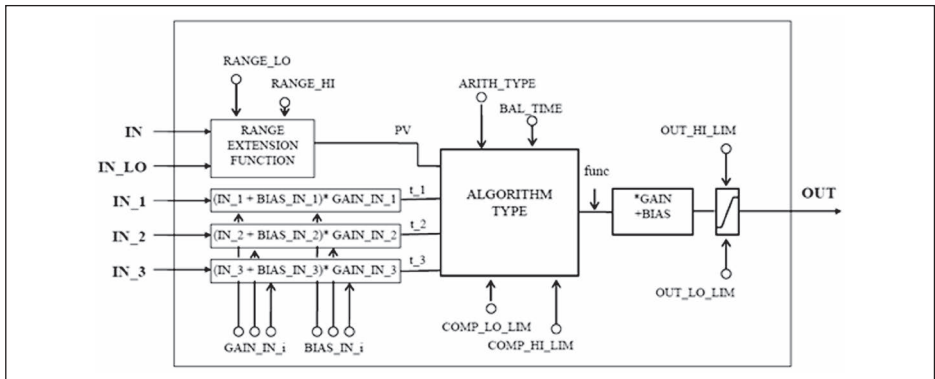 RANGE_LO
RANGE_HI
ARITH_TYPE
BAL_TIME
IN
RANGE
EXTENSION
FUNCTION
PV
OUT_HI_LIM
IN_LO
func
IN_1
(IN_1 + BIAS_IN_1)* GAIN_IN_1
t_1
ALGORITHM
TYPE
*GAIN
+BIAS
OUT
IN_2
(IN_2 + BIAS_IN_2)* GAIN_IN_2
t_2
IN_3
(IN_3 + BIAS_IN_3)* GAIN_IN_3
t_3
OUT_LO_LIM
GAIN_IN_i
BIAS_IN_i
COMP_LO_LIM
COMP_HI_LIM